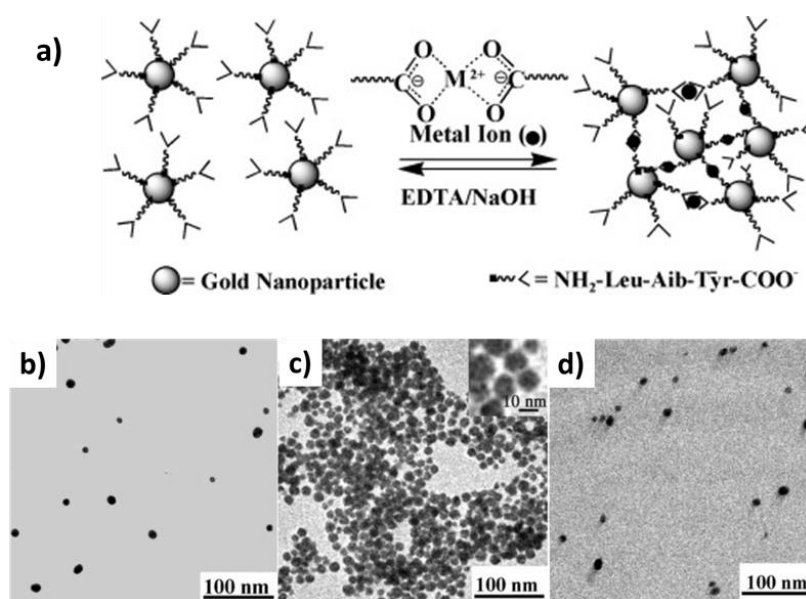 a)
O O
C ⊖ M2+ ⊖ C
O O
Metal Ion (●)
EDTA/NaOH
= Gold Nanoparticle
= NH2-Leu-Aib-Tyr-COO-
b)
c)
d)
10 nm
100 nm
100 nm
100 nm